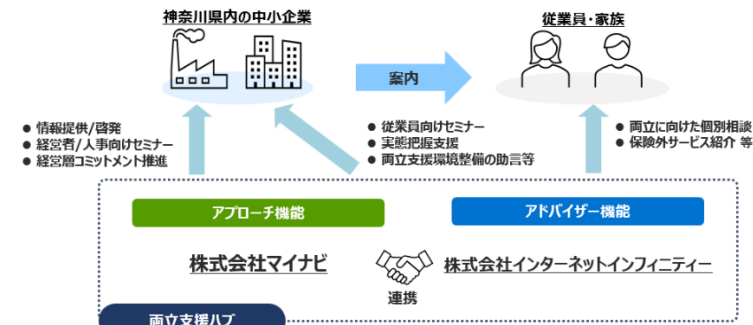 神奈川県内の中小企業
従業員・家族
案内
● 情報提供/啓発
● 経営者/人事向けセミナー
● 経営層コミットメント推進
● 従業員向けセミナー
● 実態把握支援
● 両立支援環境整備の助言等
● 両立に向けた個別相談
● 保険外サービス紹介 等
アプローチ機能
アドバイザー機能
株式会社マイナビ
株式会社インターネットインフィニティー
連携
両立支援ハブ